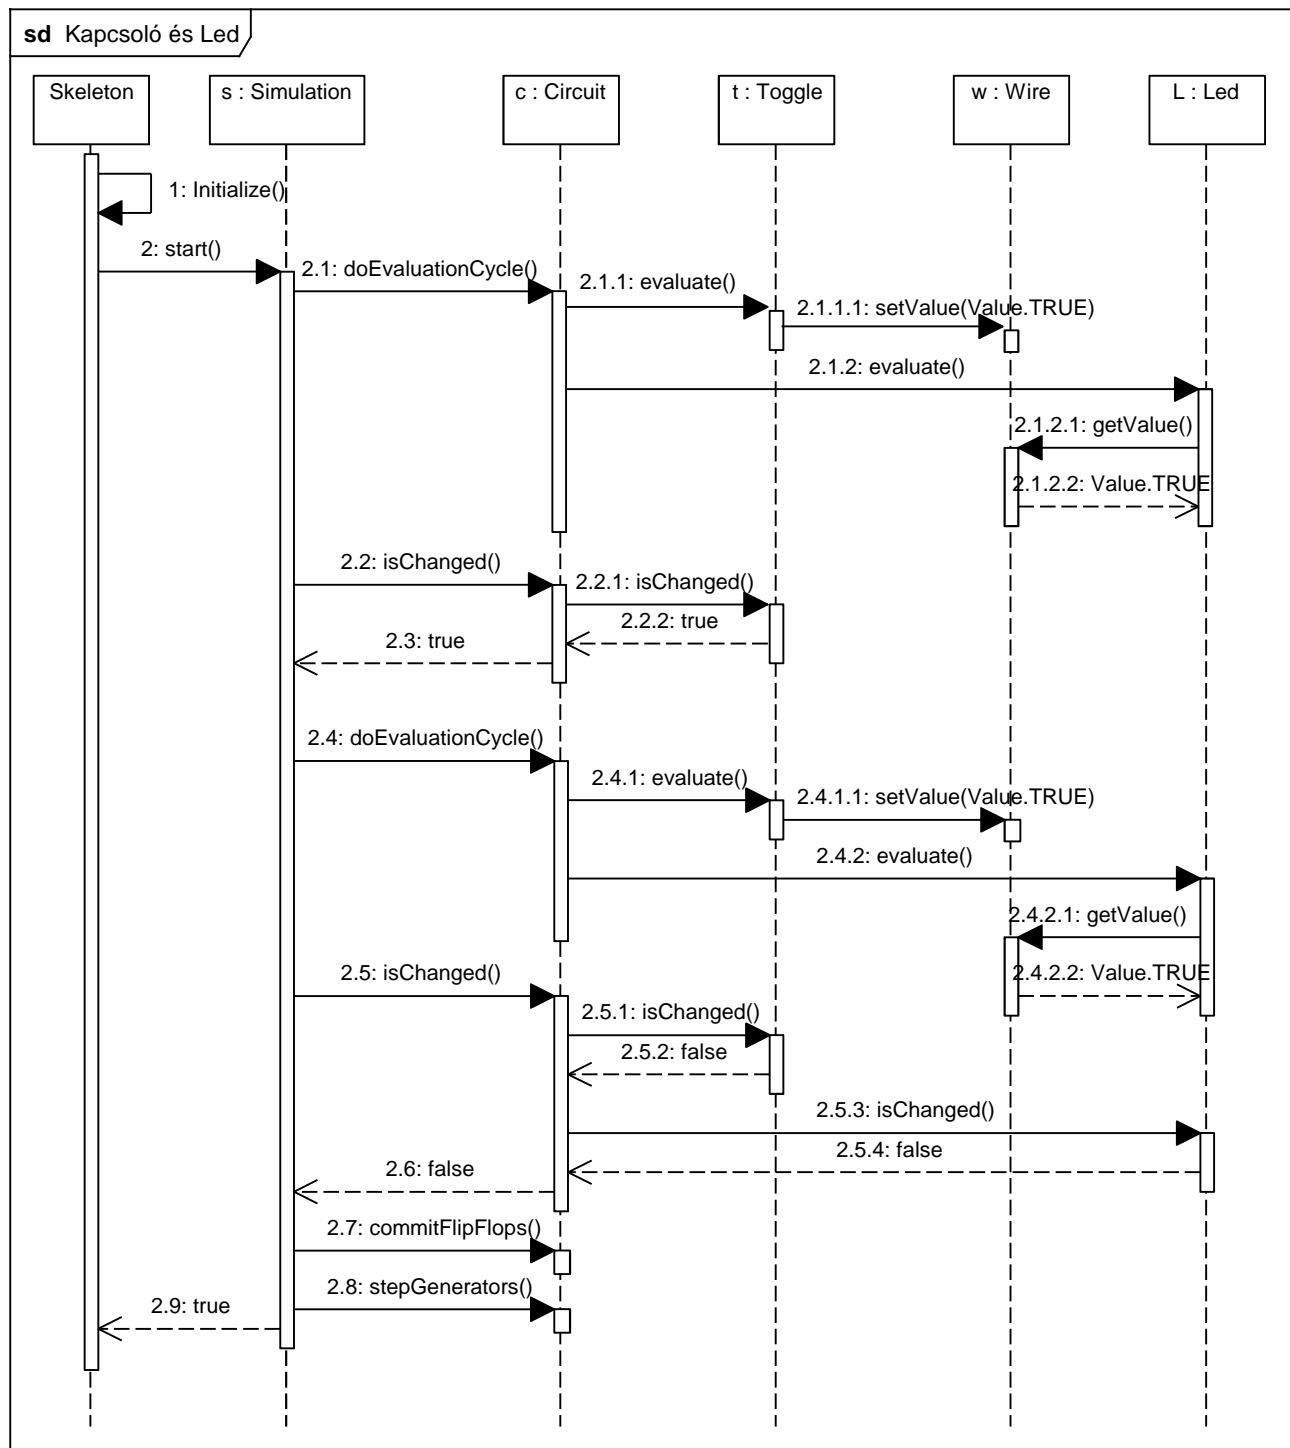 sd Kapcsoló és Led
Skeleton
s : Simulation
c : Circuit
t : Toggle
w : Wire
L : Led
1: Initialize()
2: start()
2.1: doEvaluationCycle()
2.1.1: evaluate()
2.1.1.1: setValue(Value.TRUE)
2.1.2: evaluate()
2.1.2.1: getValue()
2.1.2.2: Value.TRUE
2.2: isChanged()
2.2.1: isChanged()
2.2.2: true
2.3: true
2.4: doEvaluationCycle()
2.4.1: evaluate()
2.4.1.1: setValue(Value.TRUE)
2.4.2: evaluate()
2.4.2.1: getValue()
2.4.2.2: Value.TRUE
2.5: isChanged()
2.5.1: isChanged()
2.5.2: false
2.5.3: isChanged()
2.5.4: false
2.6: false
2.7: commitFlipFlops()
2.8: stepGenerators()
2.9: true